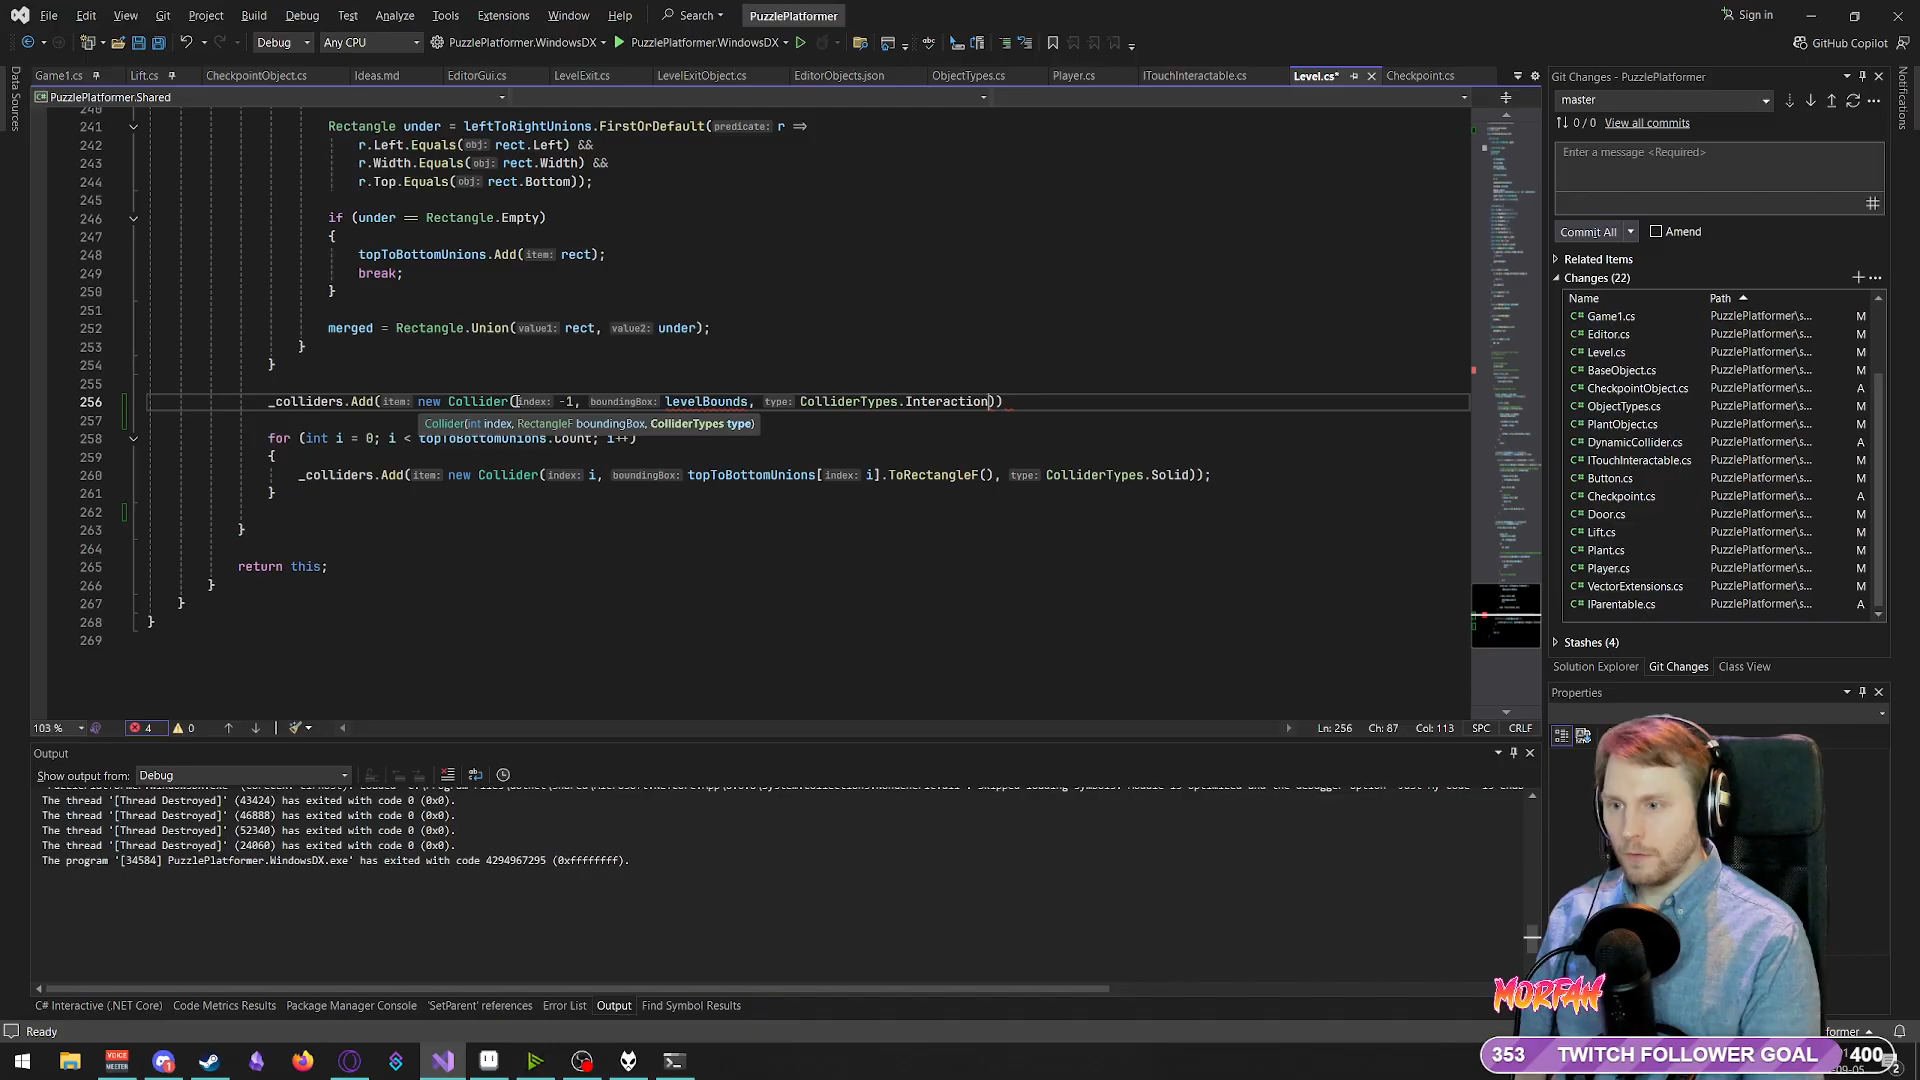 File Edit View Git Project Build Debug Test Analyze Tools Extensions Window Help Search PuzzlePlatformer Sign in
Debug Any CPU PuzzlePlatformer.WindowsDX PuzzlePlatformer.WindowsDX GitHub Copilot
Data Sources
Notifications
Game1.cs Lift.cs CheckpointObject.cs Ideas.md EditorGui.cs LevelExit.cs LevelExitObject.cs EditorObjects.json ObjectTypes.cs Player.cs ITouchInteractable.cs Level.cs* Checkpoint.cs
PuzzlePlatformer.Shared
240
241 Rectangle under = leftToRightUnions.FirstOrDefault(predicate: r =>
242 r.Left.Equals(obj: rect.Left) &&
243 r.Width.Equals(obj: rect.Width) &&
244 r.Top.Equals(obj: rect.Bottom));
245
246 if (under == Rectangle.Empty)
247 {
248 topToBottomUnions.Add(item: rect);
249 break;
250 }
251
252 merged = Rectangle.Union(value1: rect, value2: under);
253 }
254 }
255
256 _colliders.Add(item: new Collider(index: -1, boundingBox: levelBounds, type: ColliderTypes.Interaction))
257 Collider(int index, RectangleF boundingBox, ColliderTypes type)
258 for (int i = 0; i < topToBottomUnions.Count; i++)
259 {
260 _colliders.Add(item: new Collider(index: i, boundingBox: topToBottomUnions[index: i].ToRectangleF(), type: ColliderTypes.Solid));
261 }
262
263 }
264
265 return this;
266 }
267 }
268 }
269
103 % 4 0 Ln: 256 Ch: 87 Col: 113 SPC CRLF
Output
Show output from: Debug
The thread '[Thread Destroyed]' (43424) has exited with code 0 (0x0).
The thread '[Thread Destroyed]' (46888) has exited with code 0 (0x0).
The thread '[Thread Destroyed]' (52340) has exited with code 0 (0x0).
The thread '[Thread Destroyed]' (24060) has exited with code 0 (0x0).
The program '[34584] PuzzlePlatformer.WindowsDX.exe' has exited with code 4294967295 (0xffffffff).
C# Interactive (.NET Core) Code Metrics Results Package Manager Console 'SetParent' references Error List Output Find Symbol Results
Ready
Git Changes - PuzzlePlatformer
master
0 / 0 View all commits
Enter a message <Required>
Commit All Amend
Related Items
Changes (22)
Name Path
C# Game1.cs PuzzlePlatformer\s... M
C# Editor.cs PuzzlePlatformer\s... M
C# Level.cs PuzzlePlatformer\s... M
C# BaseObject.cs PuzzlePlatformer\s... M
C# CheckpointObject.cs PuzzlePlatformer\s... A
C# ObjectTypes.cs PuzzlePlatformer\s... M
C# PlantObject.cs PuzzlePlatformer\s... M
C# DynamicCollider.cs PuzzlePlatformer\s... M
C# ITouchInteractable.cs PuzzlePlatformer\s... M
C# Button.cs PuzzlePlatformer\s... M
C# Checkpoint.cs PuzzlePlatformer\s... A
C# Door.cs PuzzlePlatformer\s... M
C# Lift.cs PuzzlePlatformer\s... M
C# Plant.cs PuzzlePlatformer\s... M
C# Player.cs PuzzlePlatformer\s... M
C# VectorExtensions.cs PuzzlePlatformer\s... M
C# IParentable.cs PuzzlePlatformer\s... A
Stashes (4)
Solution Explorer Git Changes Class View
Properties
MORFAH
353 TWITCH FOLLOWER GOAL 400
VOICE MEETER